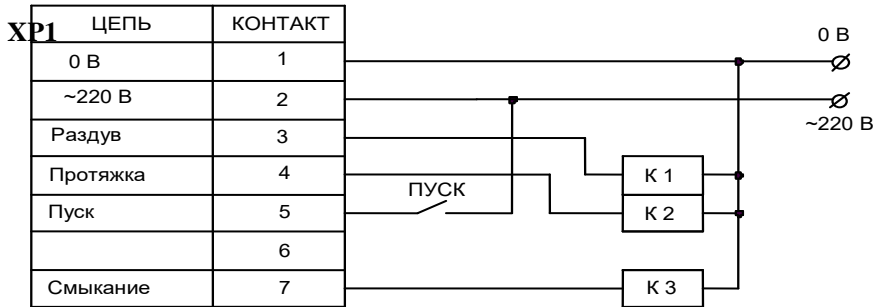 XP1
ЦЕПЬ КОНТАКТ
0 В 1
~220 В 2
Раздув 3
Протяжка 4
Пуск 5
6
Смыкание 7
ПУСК
К 1
К 2
К 3
0 В
~220 В